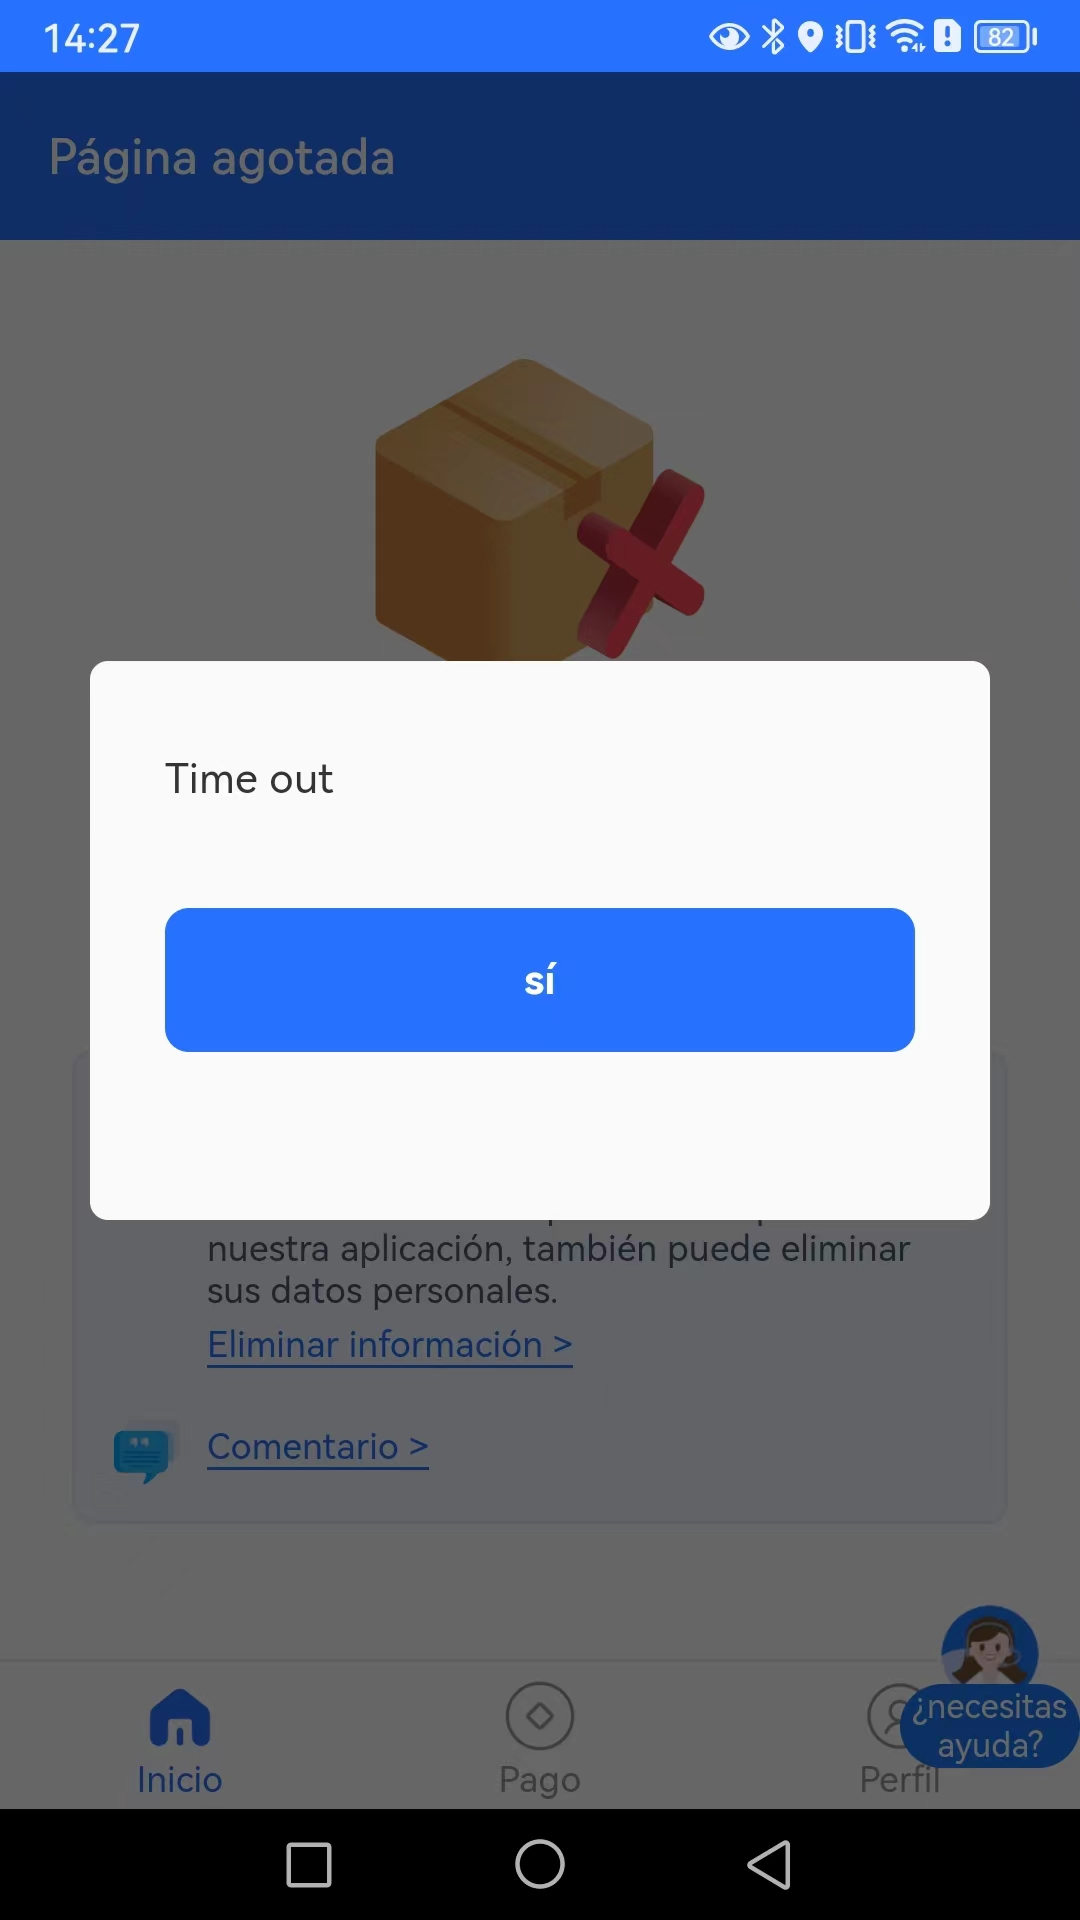 14:27
82
Página agotada
Time out
sí
nuestra aplicación, también puede eliminar
sus datos personales.
Eliminar información >
Comentario >
¿necesitas
ayuda?
Inicio
Pago
Perfil